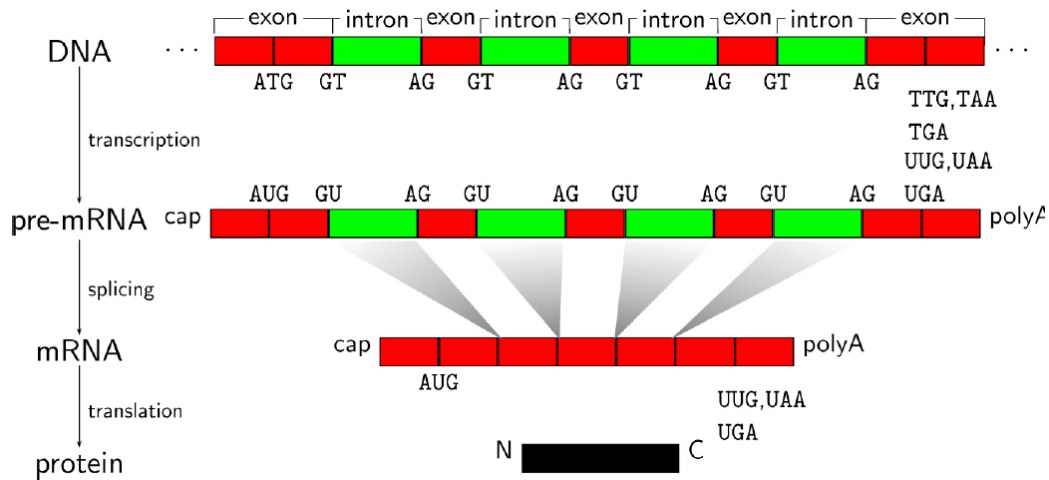 exon intron exon intron exon intron exon intron exon
DNA ... ...
ATG GT AG GT AG GT AG GT AG
TTG,TAA
TGA
transcription
UUG,UAA
AUG GU AG GU AG GU AG GU AG UGA
pre-mRNA cap polyA
splicing
mRNA cap polyA
AUG
UUG,UAA
translation
UGA
N C
protein